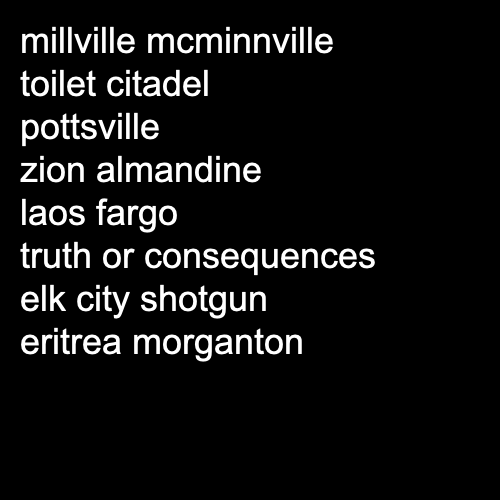 millville mcminnville
toilet citadel
pottsville
zion almandine
laos fargo
truth or consequences
elk city shotgun
eritrea morganton